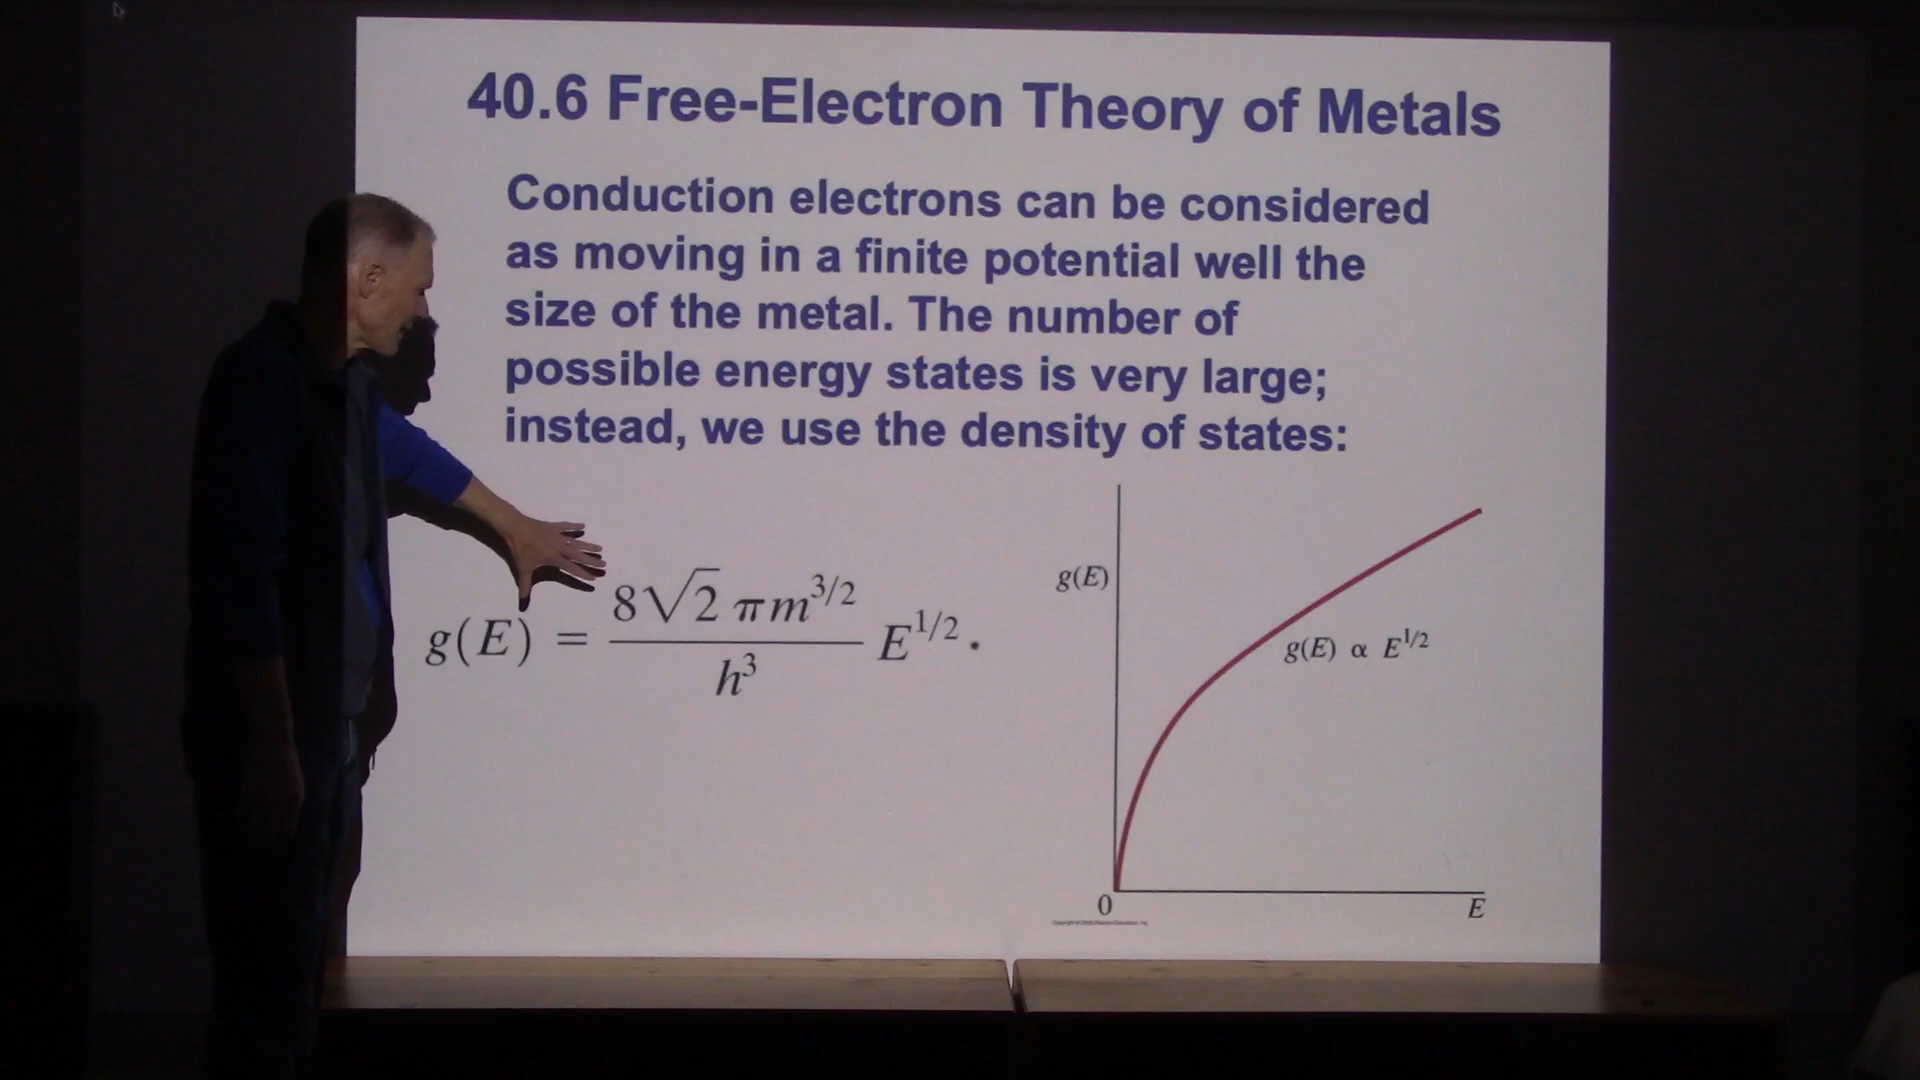 40.6 Free-Electron Theory of Metals
Conduction electrons can be considered
as moving in a finite potential well the
size of the metal. The number of
possible energy states is very large;
instead, we use the density of states:
g(E) = 8√2 πm^3/2 / h^3 E^1/2.
g(E)
g(E) ∝ E^1/2
0
E